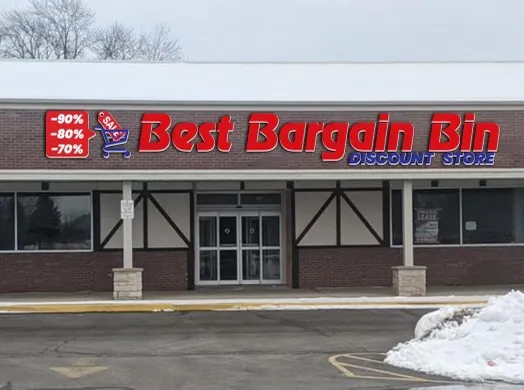 -90%
-80%
-70%
SALE
Best Bargain Bin
DISCOUNT STORE
LEASE